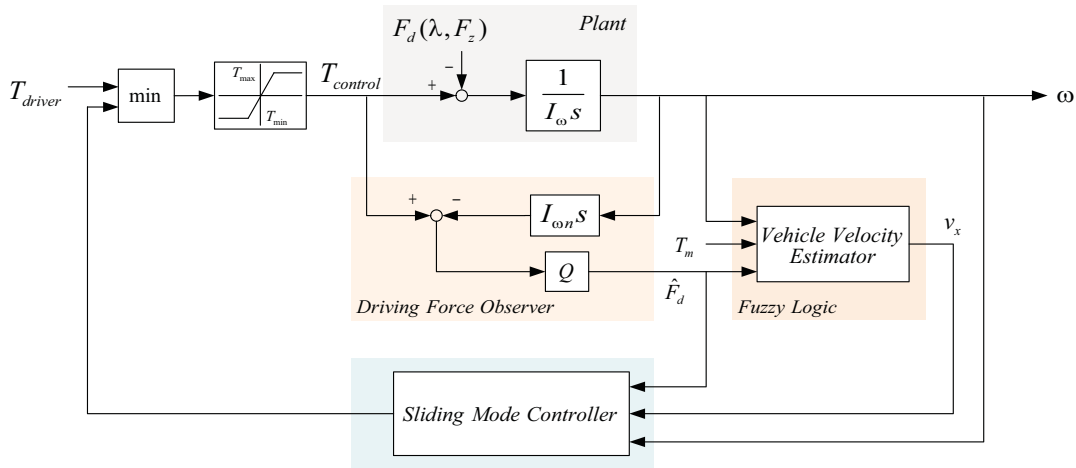 F_d(λ, F_z)
Plant
T_driver
min
T_max
T_min
T_control
+
−
1
I_ω s
ω
+
−
I_ωn s
T_m
Vehicle Velocity
Estimator
v_x
Q
F̂_d
Driving Force Observer
Fuzzy Logic
Sliding Mode Controller